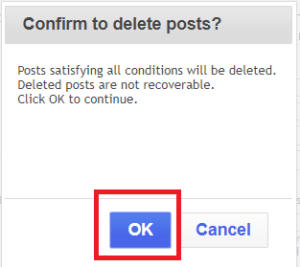 Confirm to delete posts?
Posts satisfying all conditions will be deleted.
Deleted posts are not recoverable.
Click OK to continue.
OK
Cancel